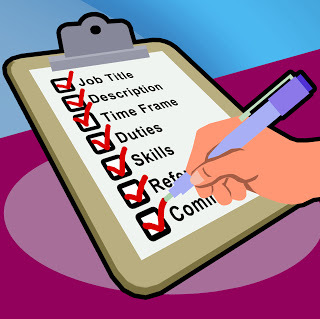 Job Title
Description
Time Frame
Duties
Skills